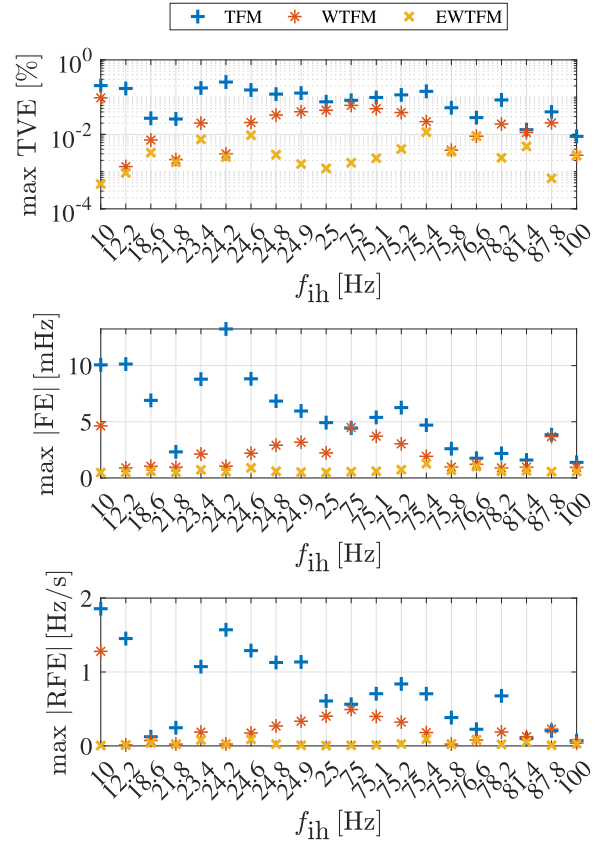 TFM WTFM EWTFM
max TVE [%]
10^0
10^-2
10^-4
10 12.2 18.6 21.8 23.4 24.2 24.6 24.8 24.9 25 75 75.1 75.2 75.4 75.8 76.6 78.2 81.4 87.8 100
f_ih [Hz]
max |FE| [mHz]
10
5
0
10 12.2 18.6 21.8 23.4 24.2 24.6 24.8 24.9 25 75 75.1 75.2 75.4 75.8 76.6 78.2 81.4 87.8 100
f_ih [Hz]
max |RFE| [Hz/s]
2
1
0
10 12.2 18.6 21.8 23.4 24.2 24.6 24.8 24.9 25 75 75.1 75.2 75.4 75.8 76.6 78.2 81.4 87.8 100
f_ih [Hz]